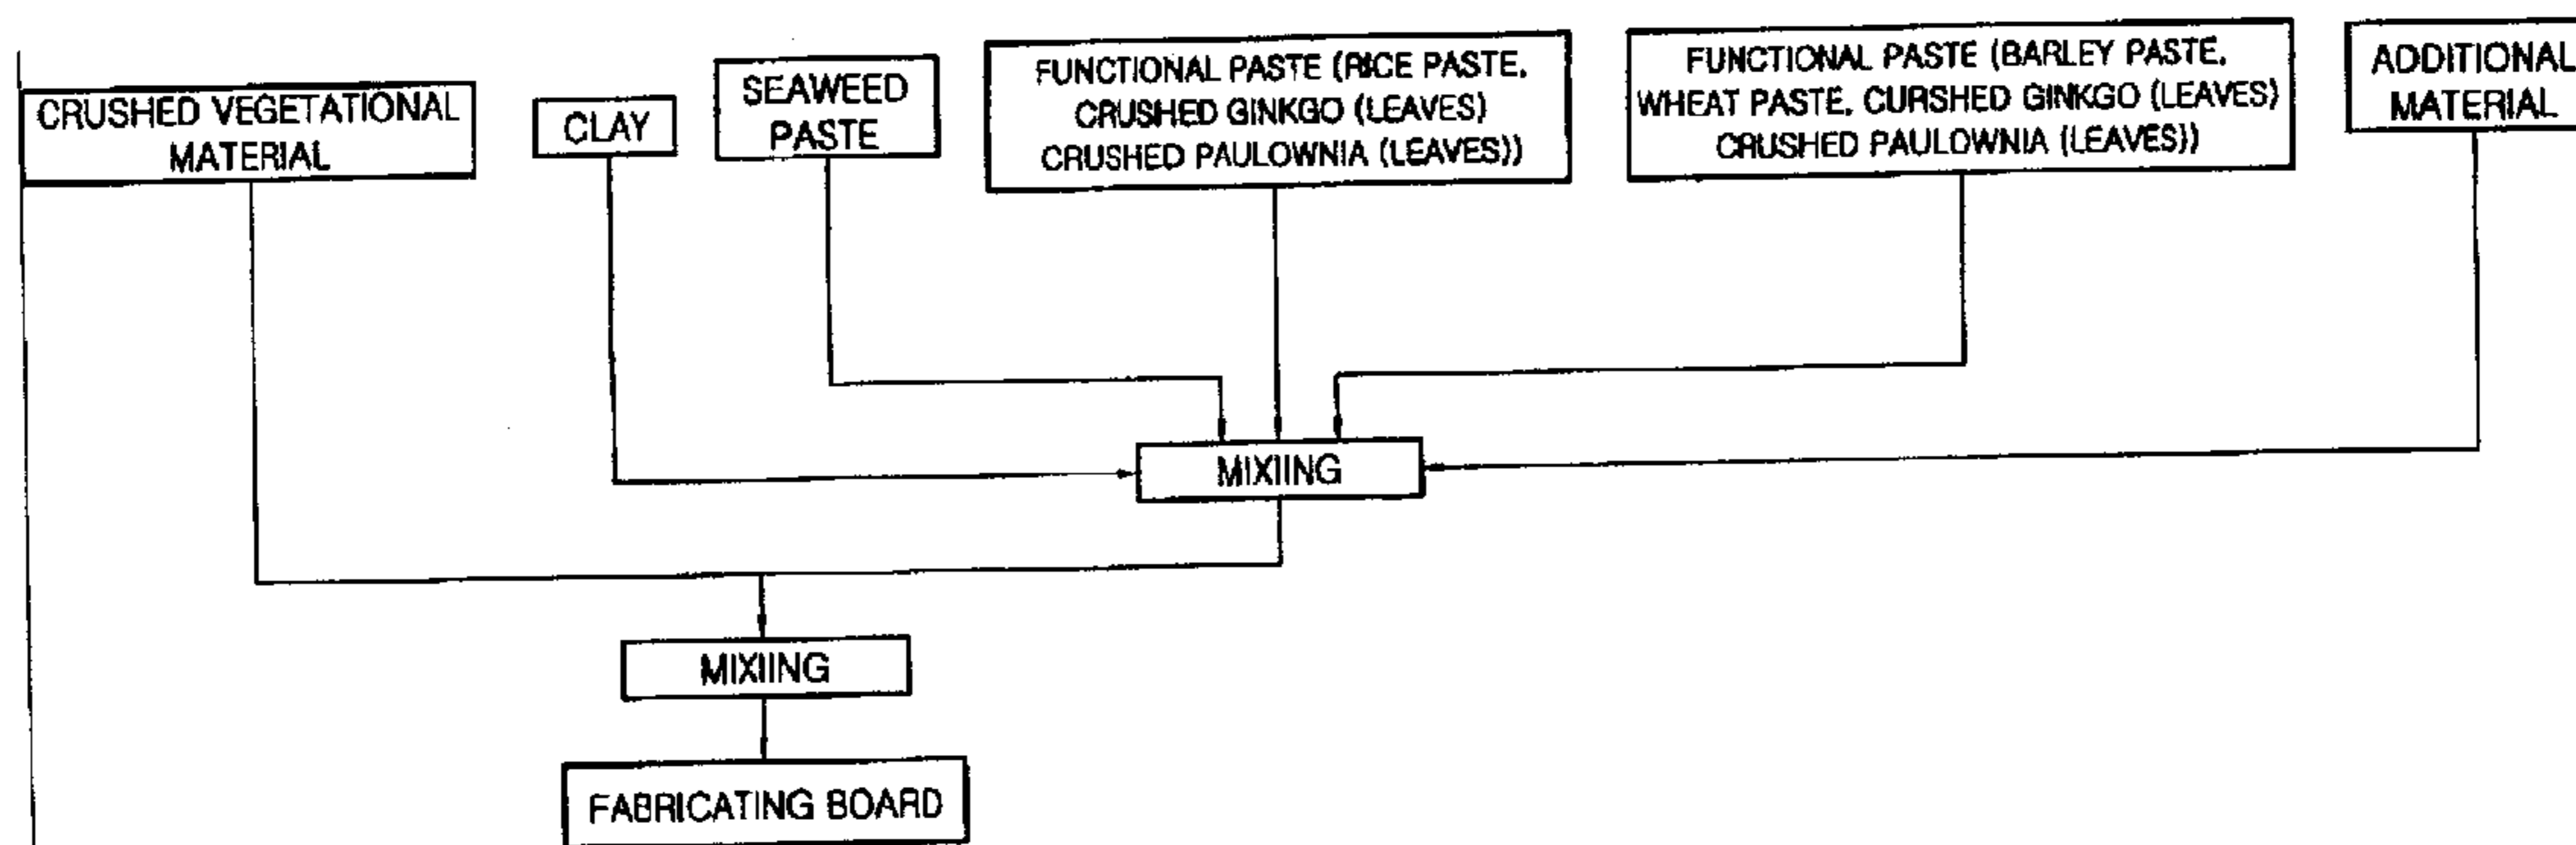 CRUSHED VEGETATIONAL
MATERIAL
CLAY
SEAWEED
PASTE
FUNCTIONAL PASTE (RICE PASTE,
CRUSHED GINKGO (LEAVES)
CRUSHED PAULOWNIA (LEAVES))
FUNCTIONAL PASTE (BARLEY PASTE,
WHEAT PASTE, CURSHED GINKGO (LEAVES)
CRUSHED PAULOWNIA (LEAVES))
ADDITIONAL
MATERIAL
MIXIING
MIXIING
FABRICATING BOARD